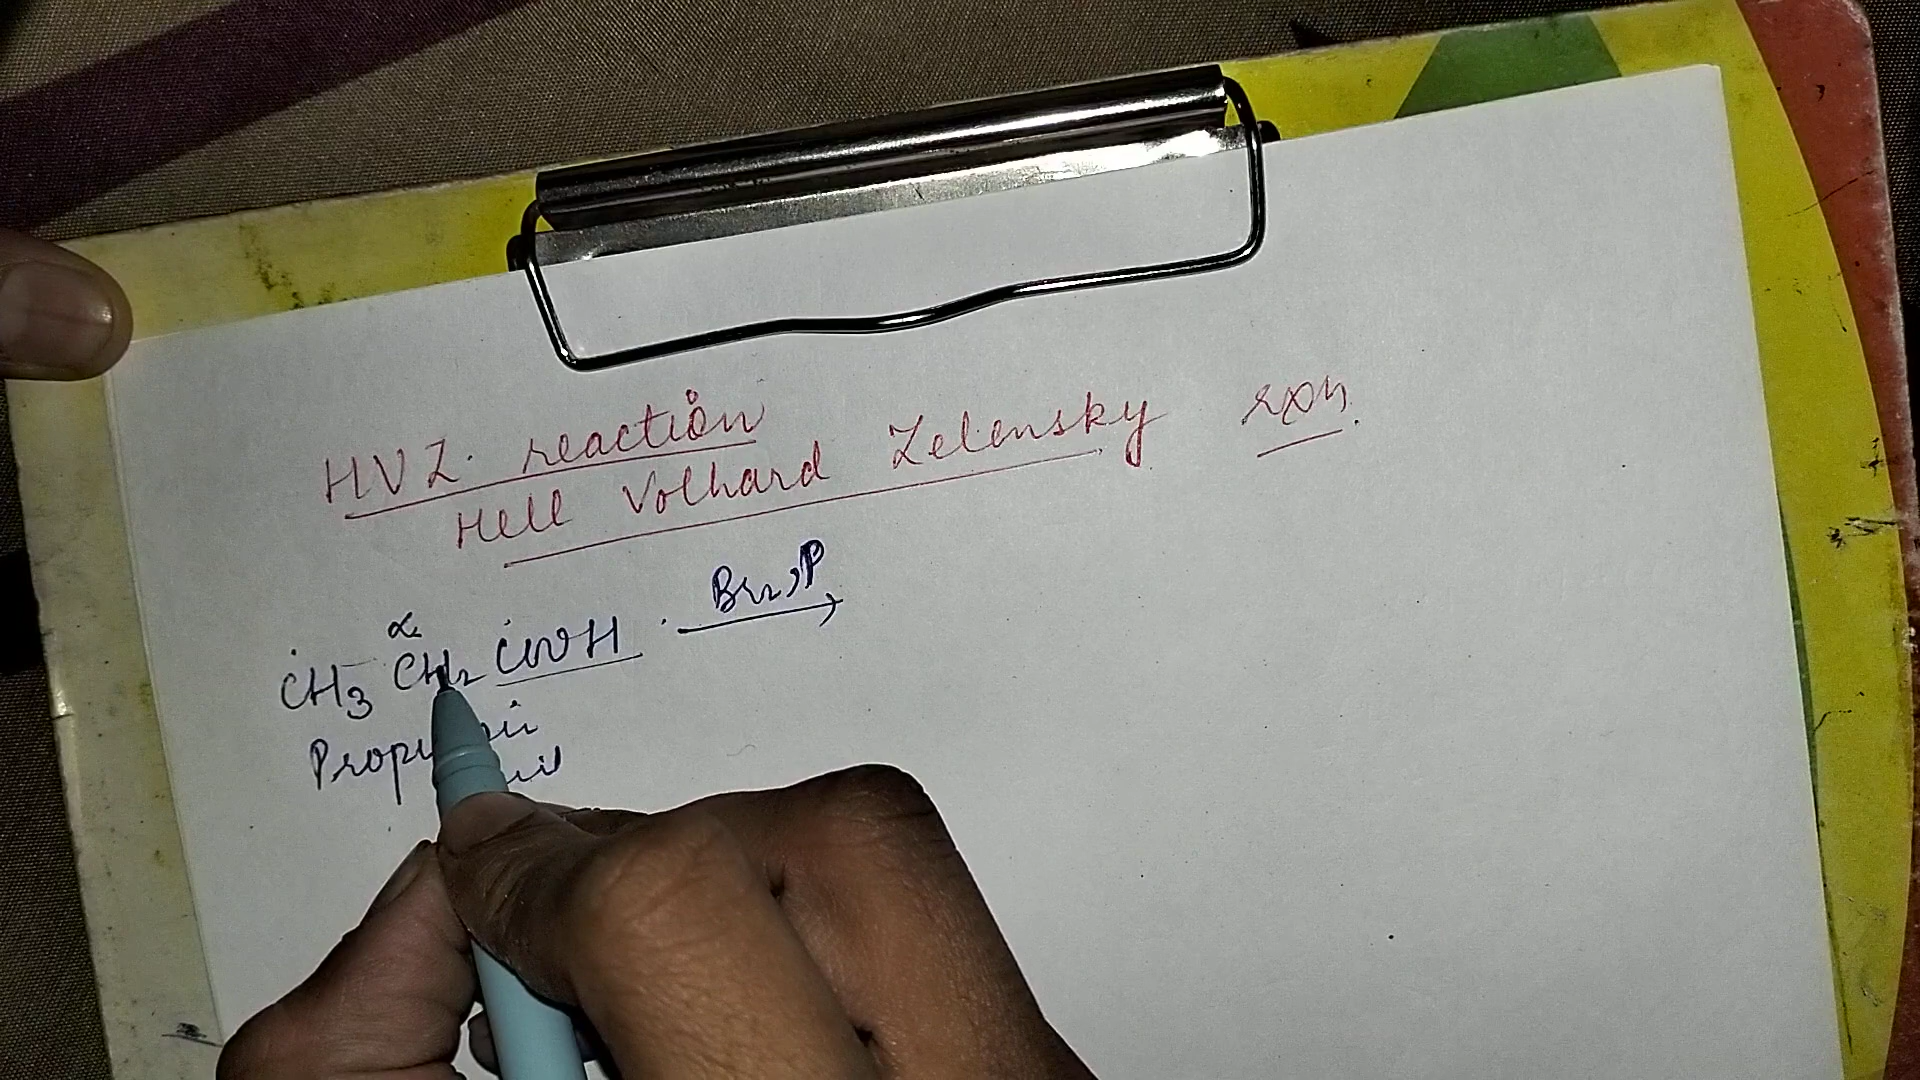 HVZ. reaction
Hell Volhard Zelensky rxn.
Br₂, P
α
CH₃ CH₂ COOH →